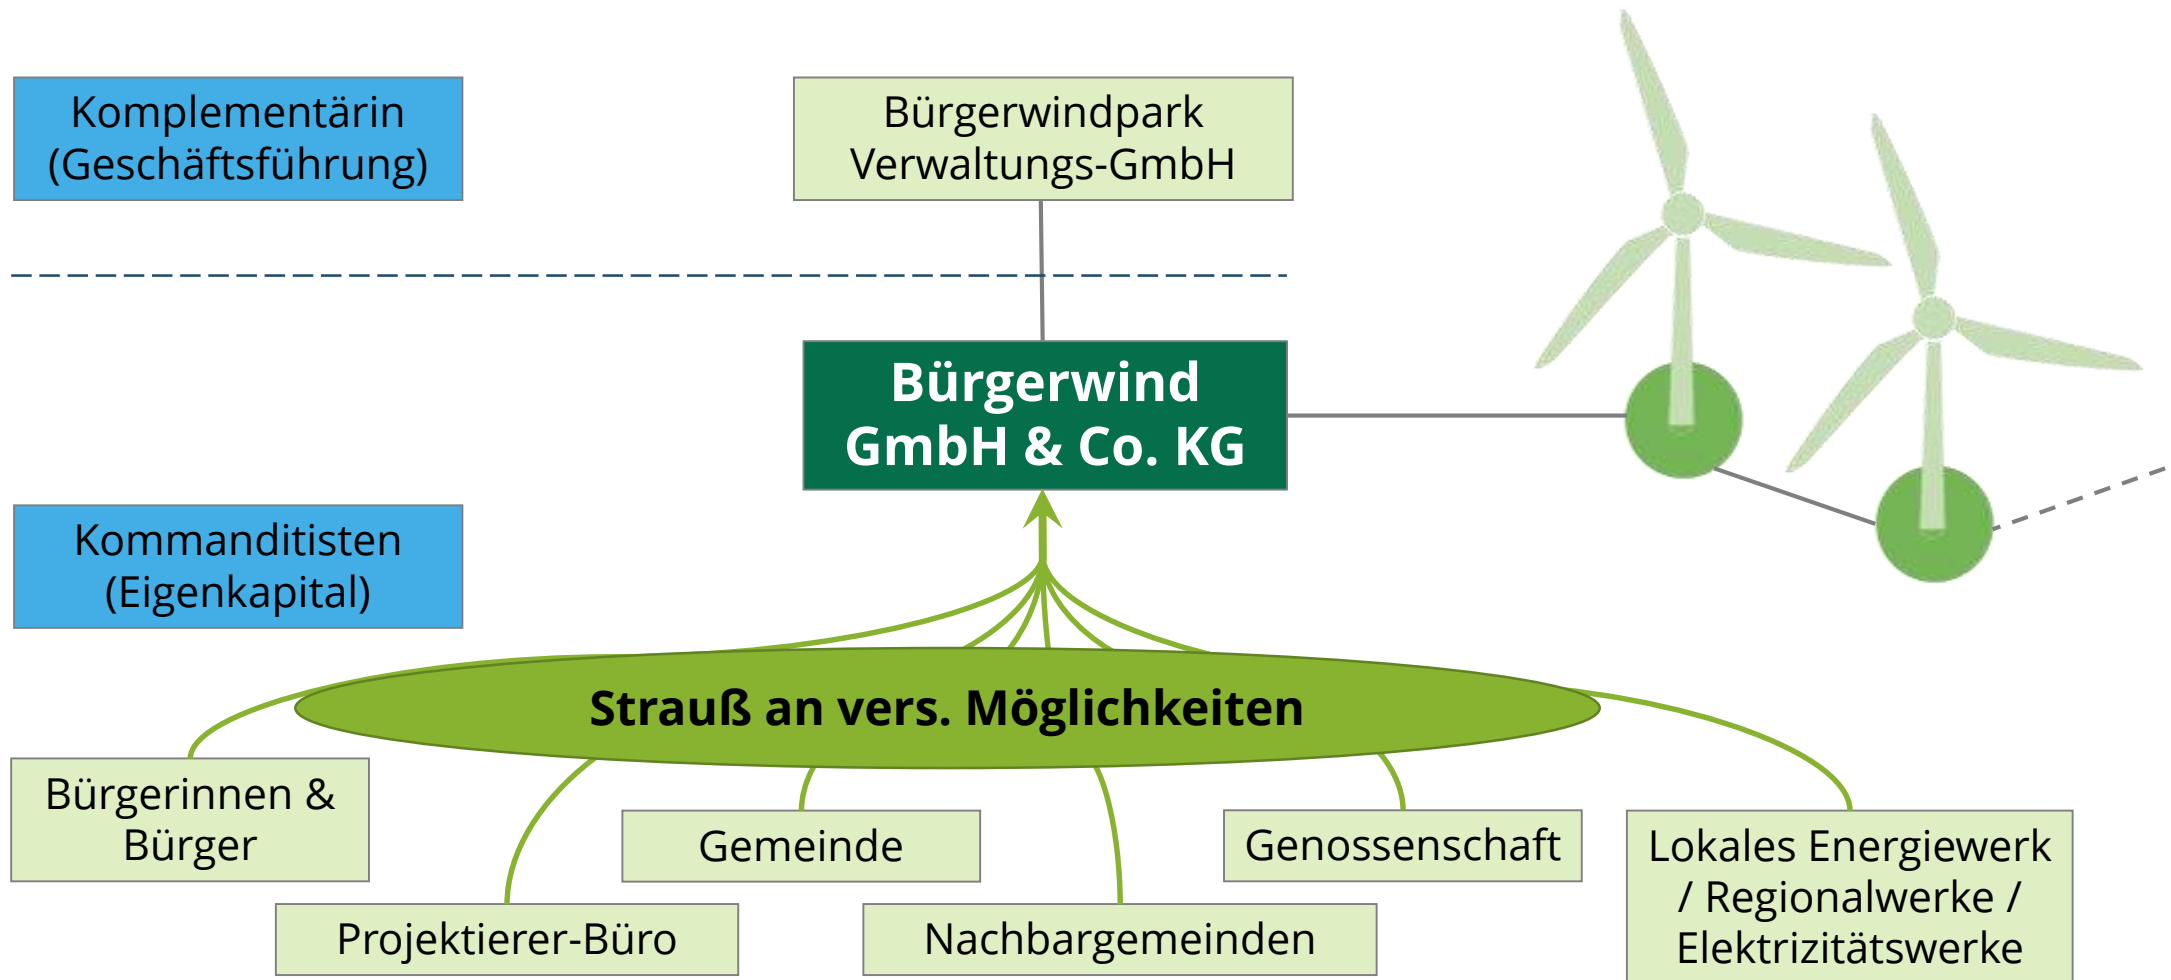 Komplementärin
(Geschäftsführung)
Bürgerwindpark
Verwaltungs-GmbH
Bürgerwind
GmbH & Co. KG
Kommanditisten
(Eigenkapital)
Strauß an vers. Möglichkeiten
Bürgerinnen &
Bürger
Projektierer-Büro
Gemeinde
Nachbargemeinden
Genossenschaft
Lokales Energiewerk
/ Regionalwerke /
Elektrizitätswerke